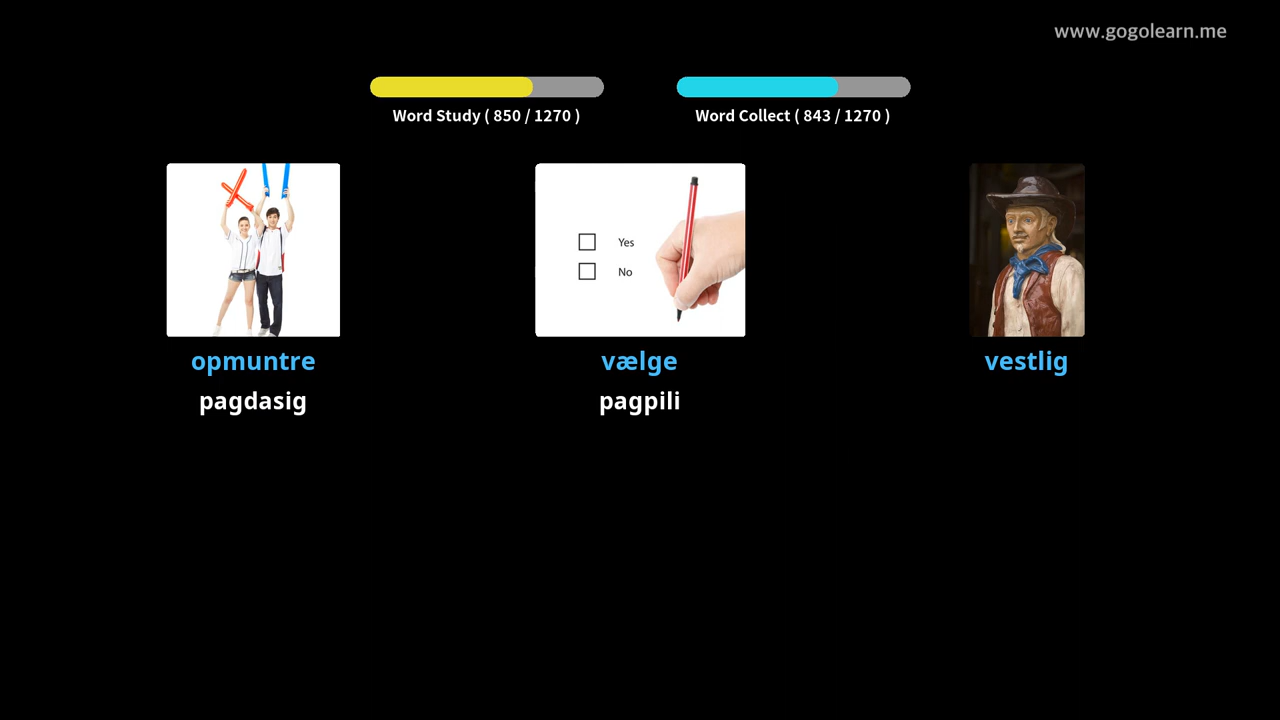 www.gogolearn.me
Word Study ( 850 / 1270 )
Word Collect ( 843 / 1270 )
Yes
No
opmuntre
vælge
vestlig
pagdasig
pagpili